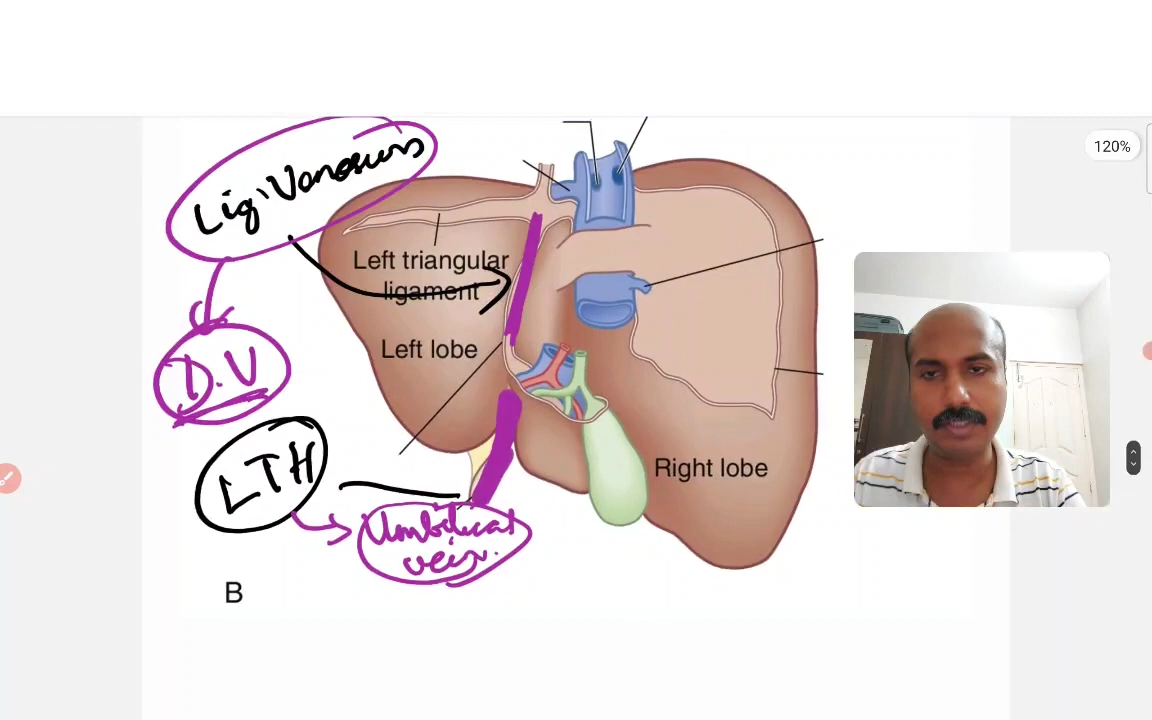 120%
Lig. Venosum
Left triangular
ligament
Left lobe
D.V
LTH
Right lobe
Umbilical
vein.
B